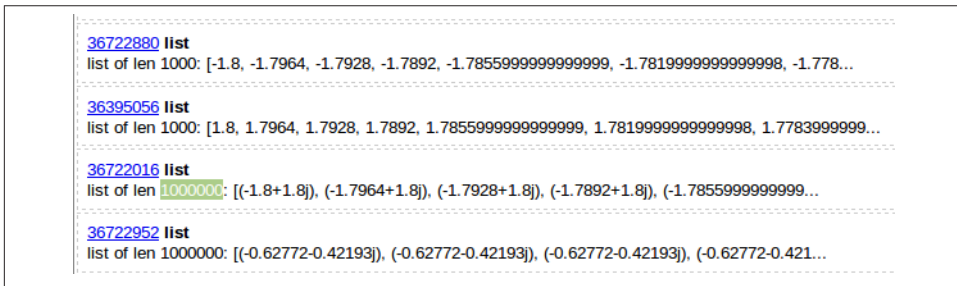 36722880 list
list of len 1000: [-1.8, -1.7964, -1.7928, -1.7892, -1.7855999999999999, -1.7819999999999998, -1.778...
36395056 list
list of len 1000: [1.8, 1.7964, 1.7928, 1.7892, 1.7855999999999999, 1.7819999999999998, 1.7783999999...
36722016 list
list of len 1000000: [(-1.8+1.8j), (-1.7964+1.8j), (-1.7928+1.8j), (-1.7892+1.8j), (-1.7855999999999...
36722952 list
list of len 1000000: [(-0.62772-0.42193j), (-0.62772-0.42193j), (-0.62772-0.42193j), (-0.62772-0.421...